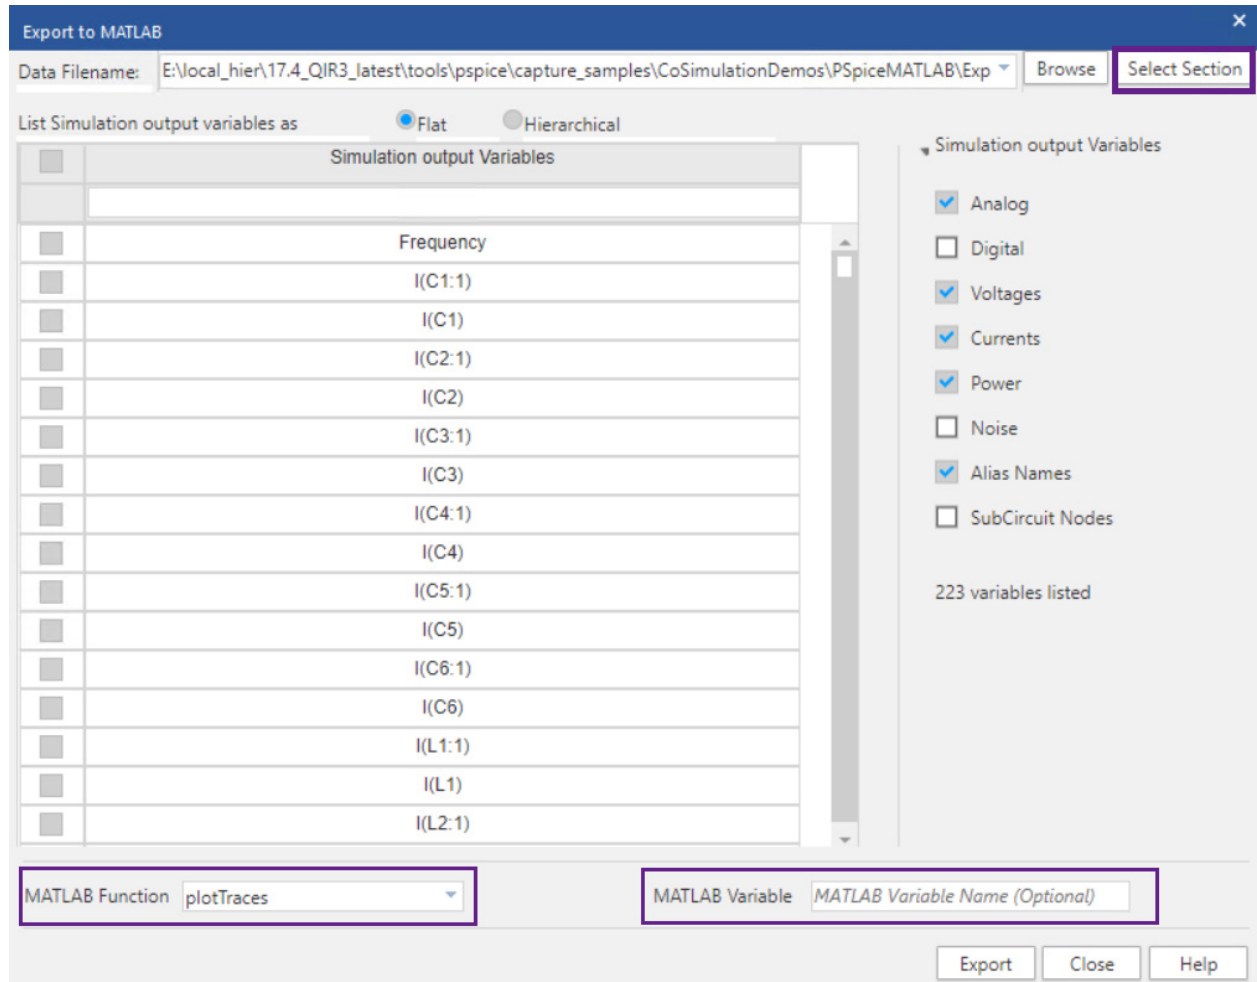 Export to MATLAB
Data Filename: E:\local_hier\17.4_QIR3_latest\tools\pspice\capture_samples\CoSimulationDemos\PSpiceMATLAB\Exp Browse Select Section
List Simulation output variables as Flat Hierarchical
Simulation output Variables
Frequency
I(C1:1)
I(C1)
I(C2:1)
I(C2)
I(C3:1)
I(C3)
I(C4:1)
I(C4)
I(C5:1)
I(C5)
I(C6:1)
I(C6)
I(L1:1)
I(L1)
I(L2:1)
Simulation output Variables
Analog
Digital
Voltages
Currents
Power
Noise
Alias Names
SubCircuit Nodes
223 variables listed
MATLAB Function plotTraces MATLAB Variable MATLAB Variable Name (Optional)
Export Close Help